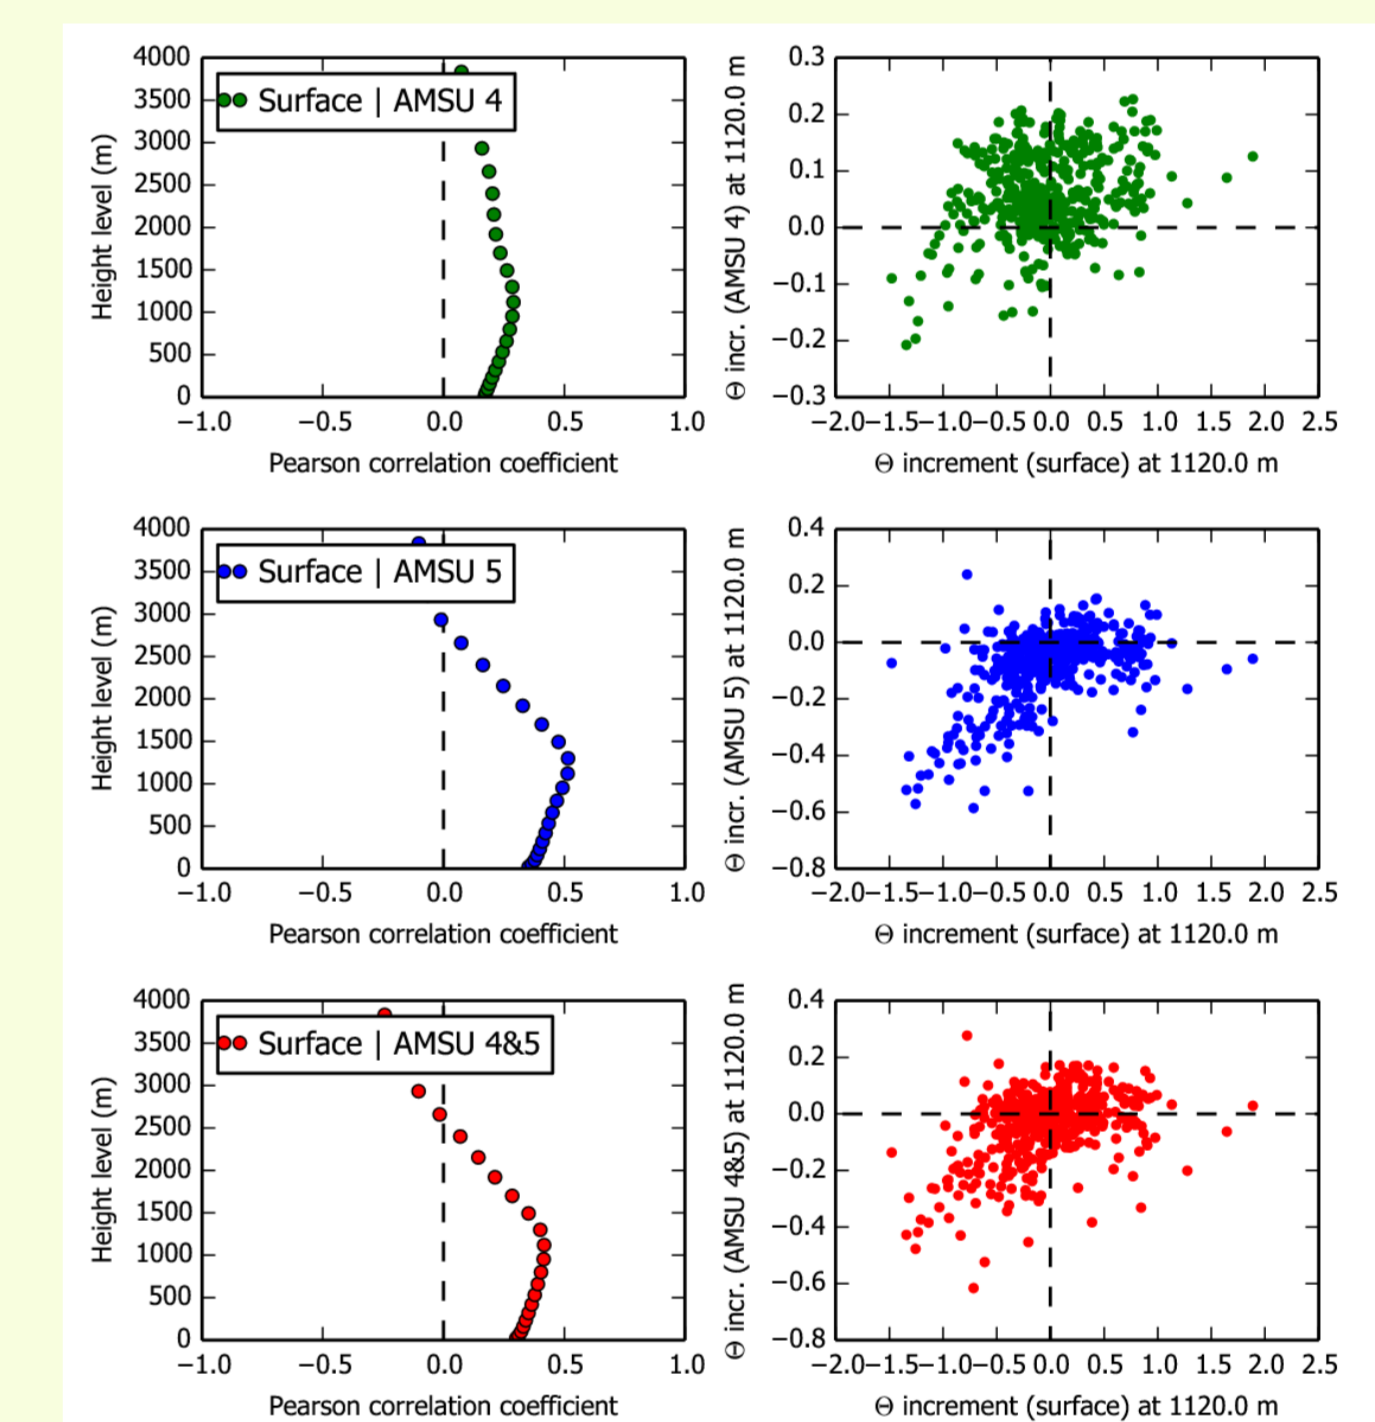 4000
3500
3000
2500
2000
1500
1000
500
0
Height level (m)
Surface | AMSU 4
−1.0 −0.5 0.0 0.5 1.0
Pearson correlation coefficient
0.3
0.2
0.1
0.0
−0.1
−0.2
−0.3
Θ incr. (AMSU 4) at 1120.0 m
−2.0−1.5−1.0−0.5 0.0 0.5 1.0 1.5 2.0 2.5
Θ increment (surface) at 1120.0 m
4000
3500
3000
2500
2000
1500
1000
500
0
Height level (m)
Surface | AMSU 5
−1.0 −0.5 0.0 0.5 1.0
Pearson correlation coefficient
0.4
0.2
0.0
−0.2
−0.4
−0.6
−0.8
Θ incr. (AMSU 5) at 1120.0 m
−2.0−1.5−1.0−0.5 0.0 0.5 1.0 1.5 2.0 2.5
Θ increment (surface) at 1120.0 m
4000
3500
3000
2500
2000
1500
1000
500
0
Height level (m)
Surface | AMSU 4&5
−1.0 −0.5 0.0 0.5 1.0
Pearson correlation coefficient
0.4
0.2
0.0
−0.2
−0.4
−0.6
−0.8
Θ incr. (AMSU 4&5) at 1120.0 m
−2.0−1.5−1.0−0.5 0.0 0.5 1.0 1.5 2.0 2.5
Θ increment (surface) at 1120.0 m